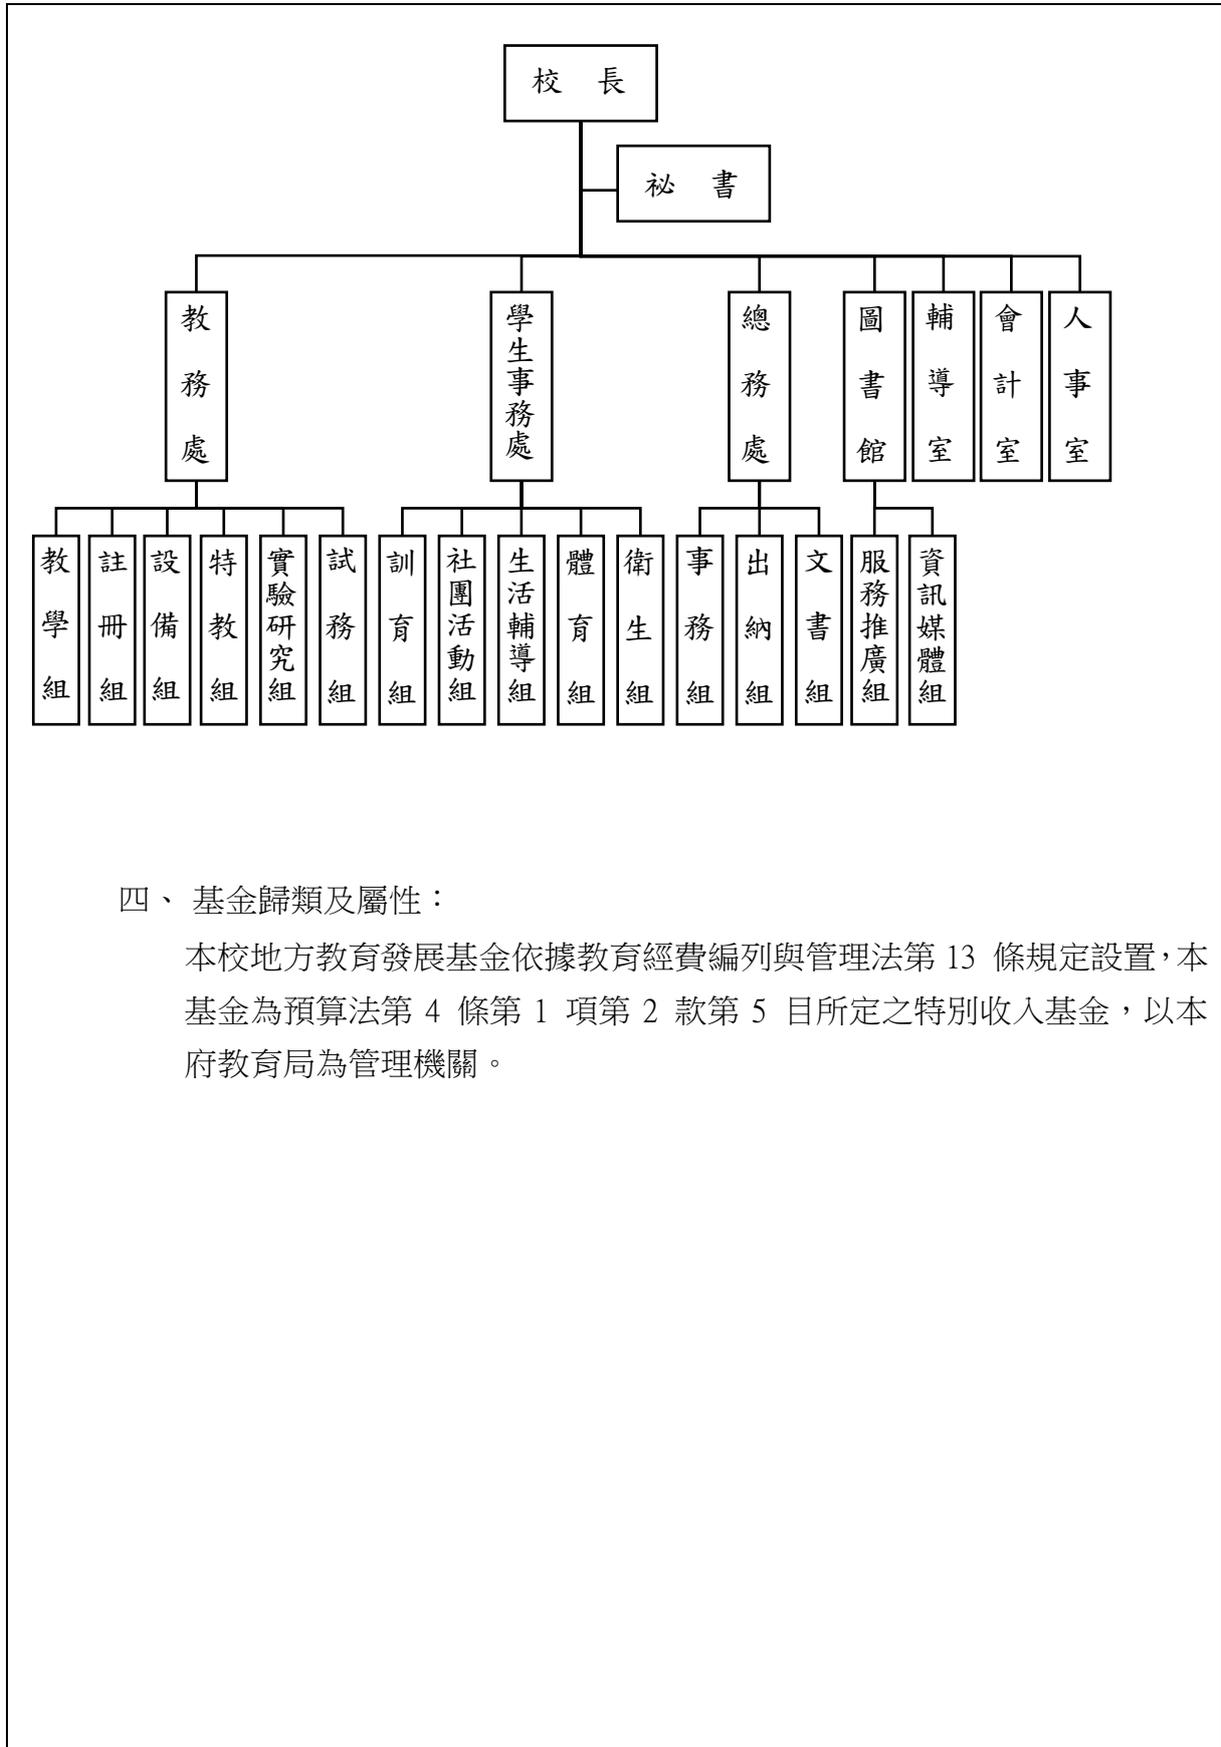 校 長
祕 書
教務處
學生事務處
總務處
圖書館
輔導室
會計室
人事室
教學組
註冊組
設備組
特教組
實驗研究組
試務組
訓育組
社團活動組
生活輔導組
體育組
衛生組
事務組
出納組
文書組
服務推廣組
資訊媒體組
四、 基金歸類及屬性：
本校地方教育發展基金依據教育經費編列與管理法第 13 條規定設置，本
基金為預算法第 4 條第 1 項第 2 款第 5 目所定之特別收入基金，以本
府教育局為管理機關。